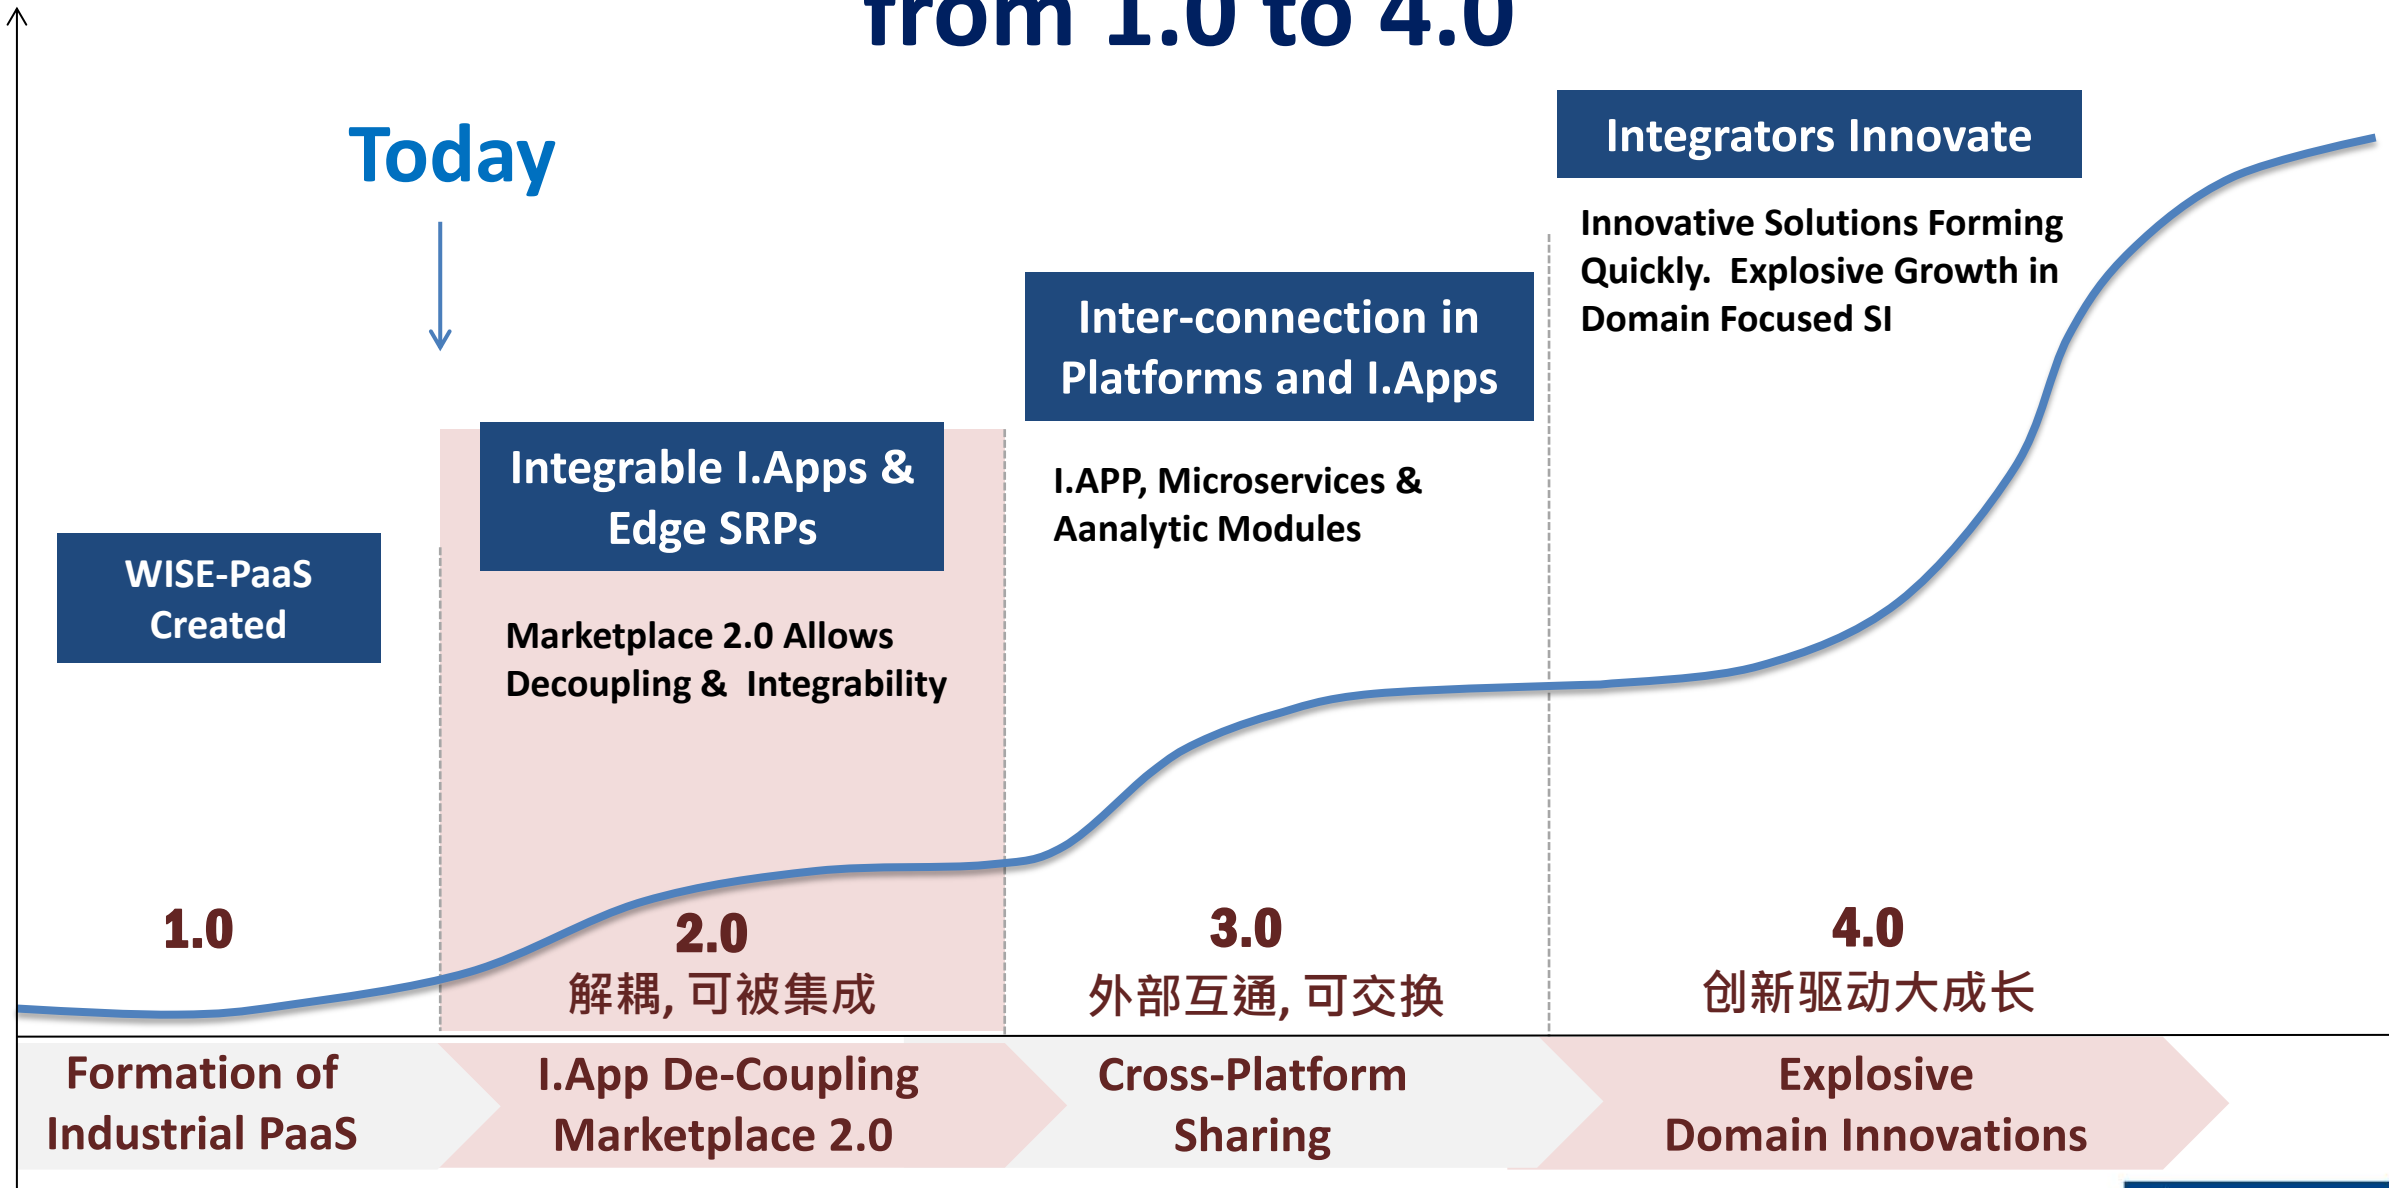 from 1.0 to 4.0
Today
Integrators Innovate
Innovative Solutions Forming
Quickly.  Explosive Growth in
Domain Focused SI
Inter-connection in
Platforms and I.Apps
I.APP, Microservices &
Aanalytic Modules
Integrable I.Apps &
Edge SRPs
Marketplace 2.0 Allows
Decoupling &  Integrability
WISE-PaaS
Created
1.0
2.0
解耦, 可被集成
3.0
外部互通, 可交换
4.0
创新驱动大成长
Formation of
Industrial PaaS
I.App De-Coupling
Marketplace 2.0
Cross-Platform
Sharing
Explosive
Domain Innovations